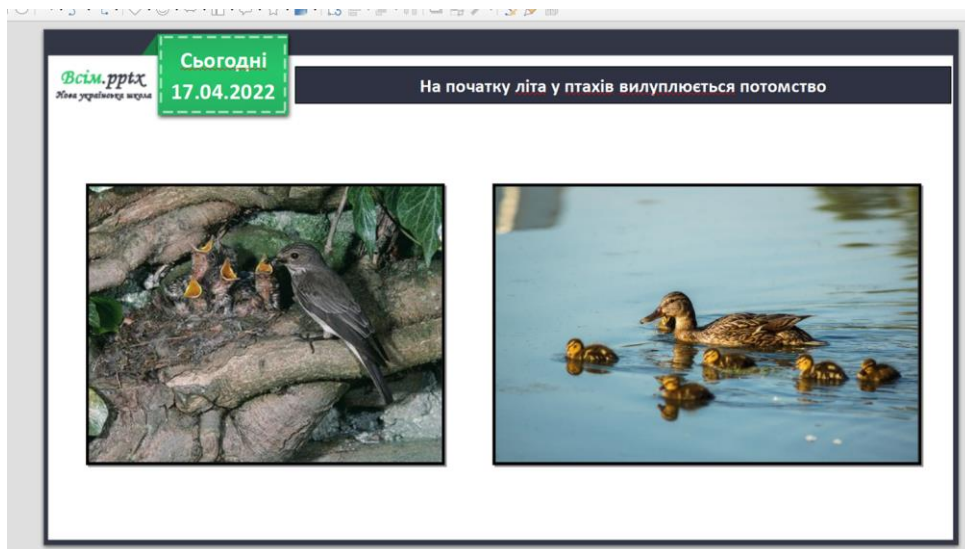 Всім.pptx
Нова українська школа
Сьогодні
17.04.2022
На початку літа у птахів вилуплюється потомство